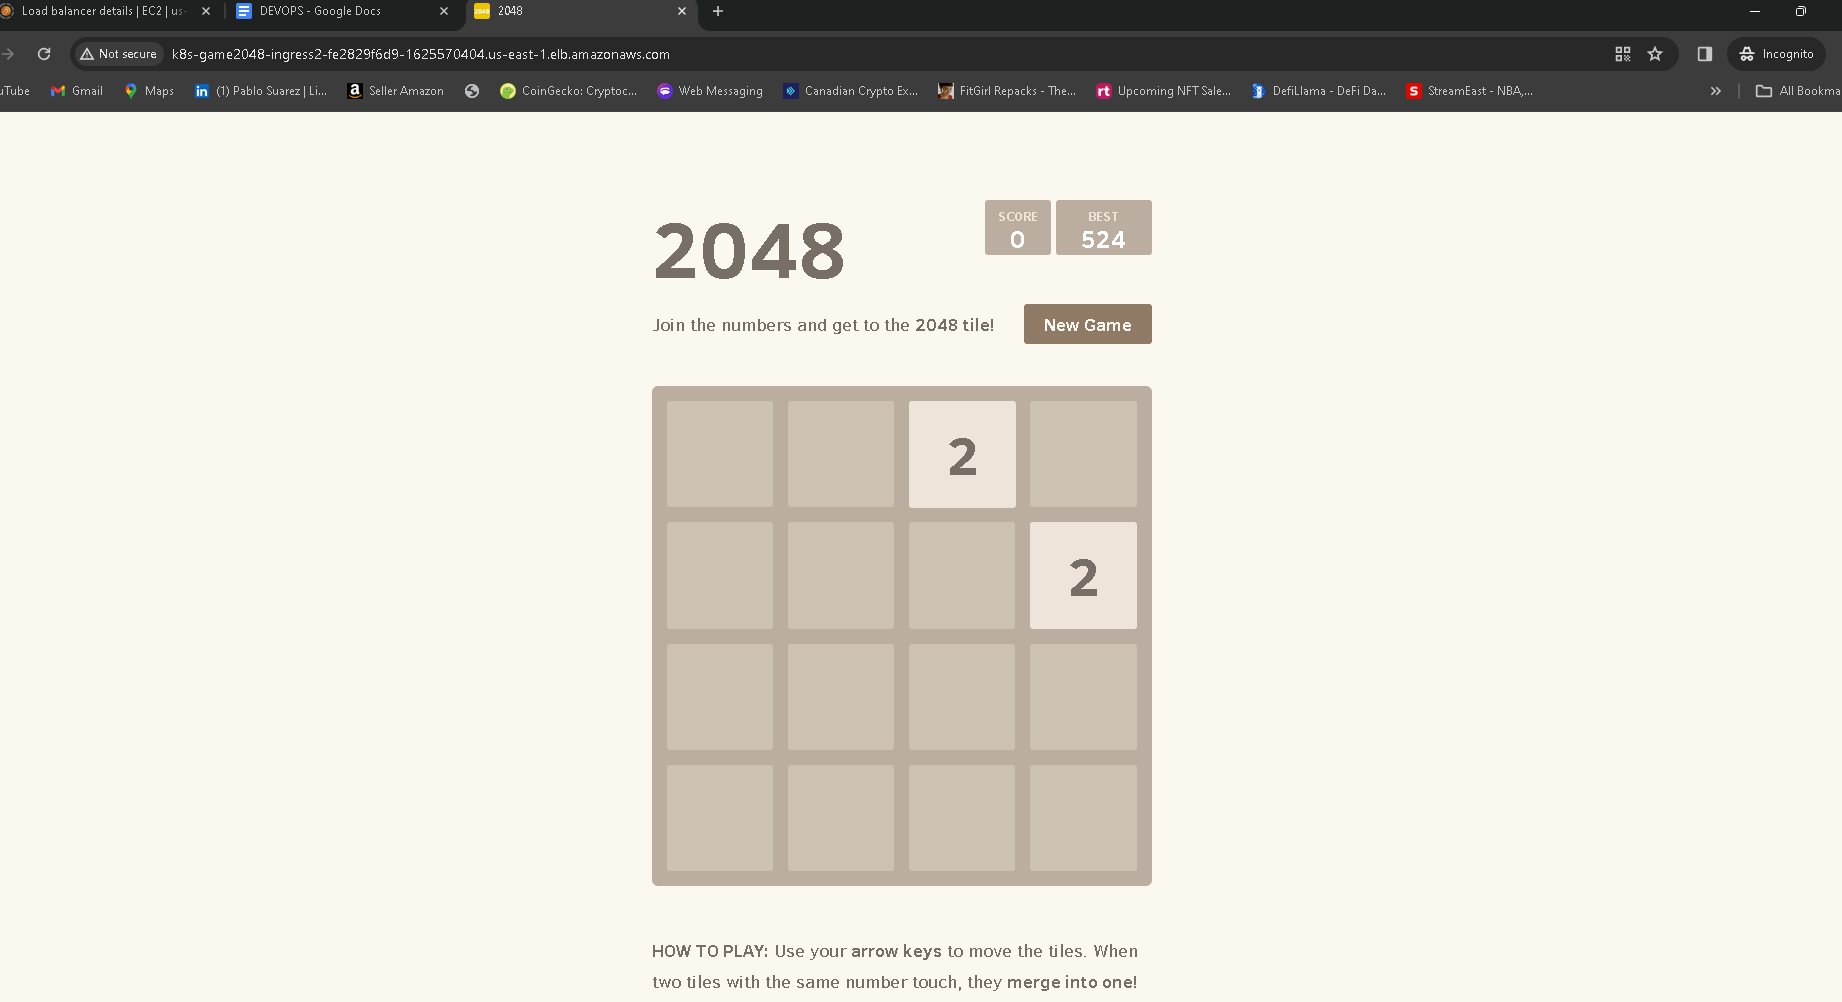 Load balancer details | EC2 | us-
DEVOPS - Google Docs
2048
2048
Not secure
k8s-game2048-ingress2-fe2829f6d9-1625570404.us-east-1.elb.amazonaws.com
Incognito
uTube
Gmail
Maps
(1) Pablo Suarez | Li...
Seller Amazon
CoinGecko: Cryptoc...
Web Messaging
Canadian Crypto Ex...
FitGirl Repacks - The...
rt
Upcoming NFT Sale...
DefiLlama - DeFi Da...
S
StreamEast - NBA,...
All Bookma
2048
SCORE
0
BEST
524
Join the numbers and get to the 2048 tile!
New Game
2
2
HOW TO PLAY: Use your arrow keys to move the tiles. When
two tiles with the same number touch, they merge into one!